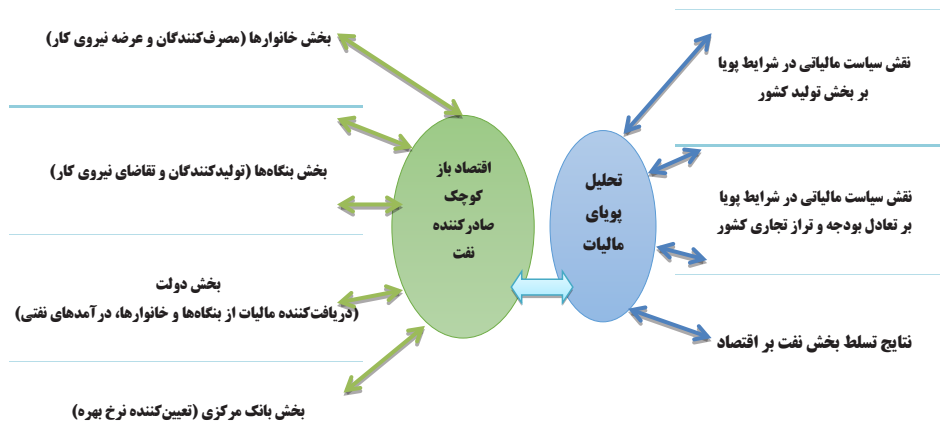 نقش سیاست مالیاتی در شرایط پویا
بر بخش تولید کشور
نقش سیاست مالیاتی در شرایط پویا
بر تعادل بودجه و تراز تجاری کشور
نتایج تسلط بخش نفت بر اقتصاد
تحلیل
پویای
مالیات
اقتصاد باز
کوچک
صادرکننده
نفت
بخش خانوارها (مصرف‌کنندگان و عرضه نیروی کار)
بخش بنگاه‌ها (تولیدکنندگان و تقاضای نیروی کار)
بخش دولت
(دریافت‌کننده مالیات از بنگاه‌ها و خانوارها، درآمدهای نفتی)
بخش بانک مرکزی (تعیین‌کننده نرخ بهره)